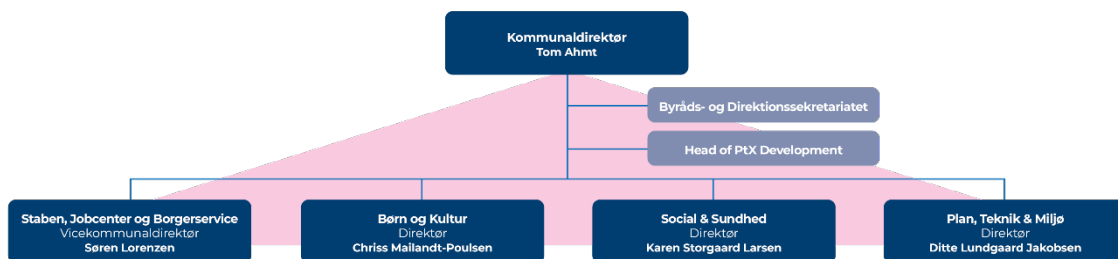 Kommunaldirektør
Tom Ahmt
Byråds- og Direktionssekretariatet
Head of PtX Development
Staben, Jobcenter og Borgerservice
Vicekommunaldirektør
Søren Lorenzen
Børn og Kultur
Direktør
Chriss Mailandt-Poulsen
Social & Sundhed
Direktør
Karen Storgaard Larsen
Plan, Teknik & Miljø
Direktør
Ditte Lundgaard Jakobsen